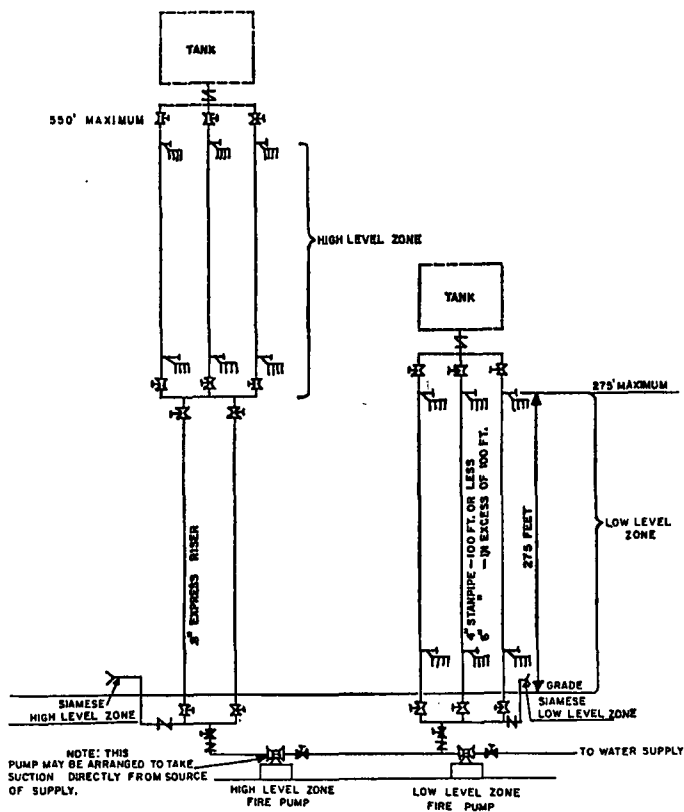 TANK
550' MAXIMUM
HIGH LEVEL ZONE
TANK
275' MAXIMUM
4" STANPIPE - 100 FT. OR LESS
6" " - IN EXCESS OF 100 FT.
275 FEET
LOW LEVEL
ZONE
8" EXPRESS RISER
SIAMESE
HIGH LEVEL ZONE
GRADE
SIAMESE
LOW LEVEL ZONE
NOTE: THIS
PUMP MAY BE ARRANGED TO TAKE
SUCTION DIRECTLY FROM SOURCE
OF SUPPLY.
TO WATER SUPPLY
HIGH LEVEL ZONE
FIRE PUMP
LOW LEVEL ZONE
FIRE PUMP